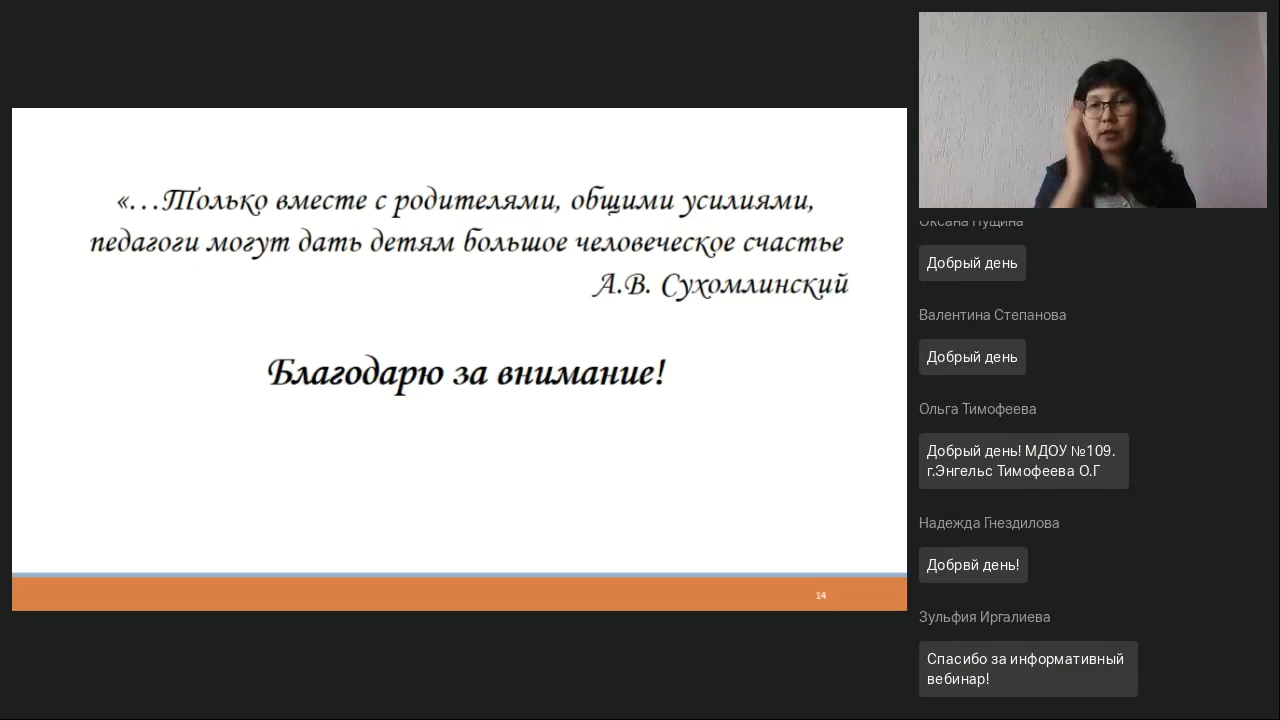 «…Только вместе с родителями, общими усилиями,
педагоги могут дать детям большое человеческое счастье
А.В. Сухомлинский
Благодарю за внимание!
14
Оксана Пущина
Добрый день
Валентина Степанова
Добрый день
Ольга Тимофеева
Добрый день! МДОУ №109.
г.Энгельс Тимофеева О.Г
Надежда Гнездилова
Добрвй день!
Зульфия Иргалиева
Спасибо за информативный
вебинар!